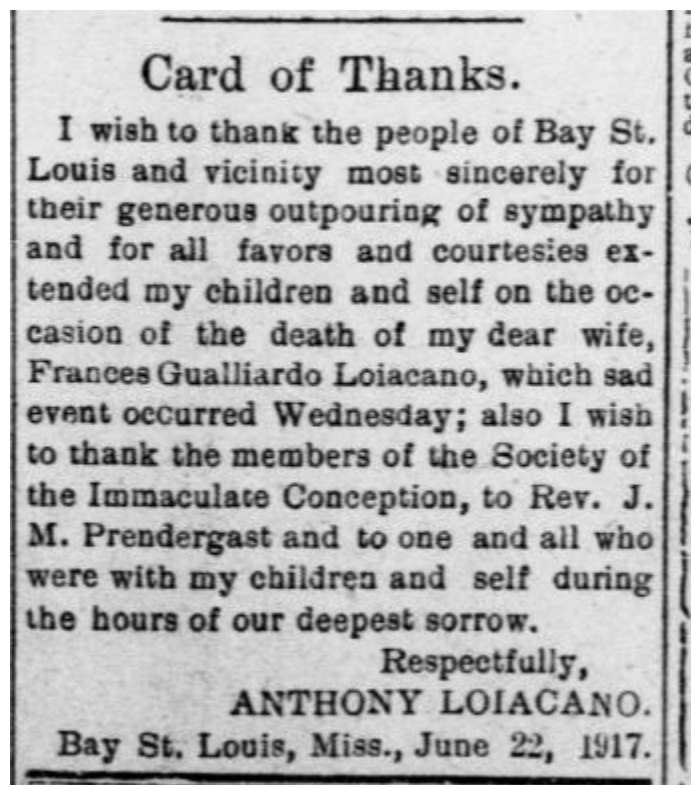 Card of Thanks.
I wish to thank the people of Bay St.
Louis and vicinity most sincerely for
their generous outpouring of sympathy
and for all favors and courtesies ex-
tended my children and self on the oc-
casion of the death of my dear wife,
Frances Gualliardo Loiacano, which sad
event occurred Wednesday; also I wish
to thank the members of the Society of
the Immaculate Conception, to Rev. J.
M. Prendergast and to one and all who
were with my children and self during
the hours of our deepest sorrow.
Respectfully,
ANTHONY LOIACANO.
Bay St. Louis, Miss., June 22, 1917.